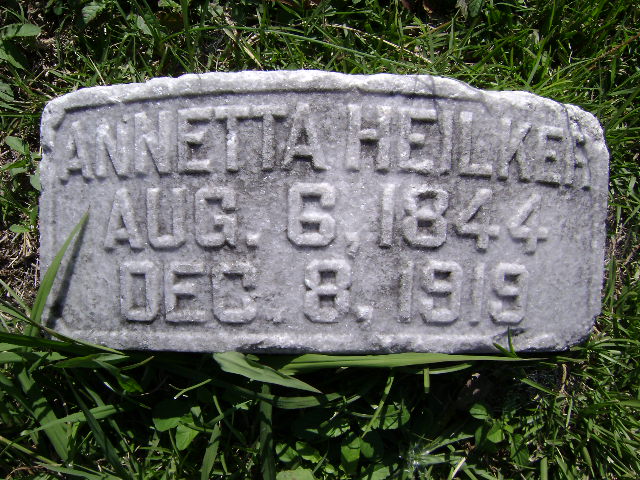 ANNETTA HEILKER
AUG. 6, 1844
DEC. 8, 1919